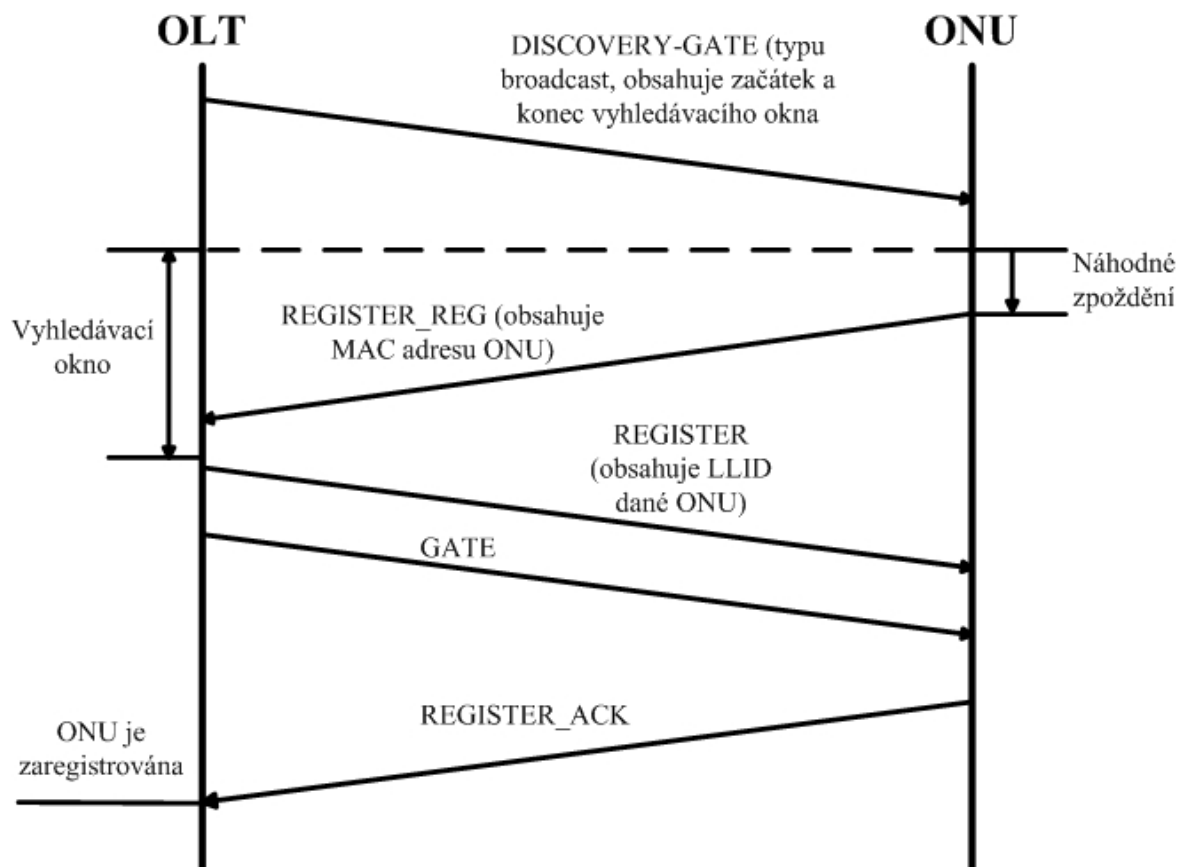 OLT
ONU
DISCOVERY-GATE (typu
broadcast, obsahuje začátek a
konec vyhledávacího okna
Náhodné
zpoždění
Vyhledávací
okno
REGISTER_REG (obsahuje
MAC adresu ONU)
REGISTER
(obsahuje LLID
dané ONU)
GATE
REGISTER_ACK
ONU je
zaregistrována